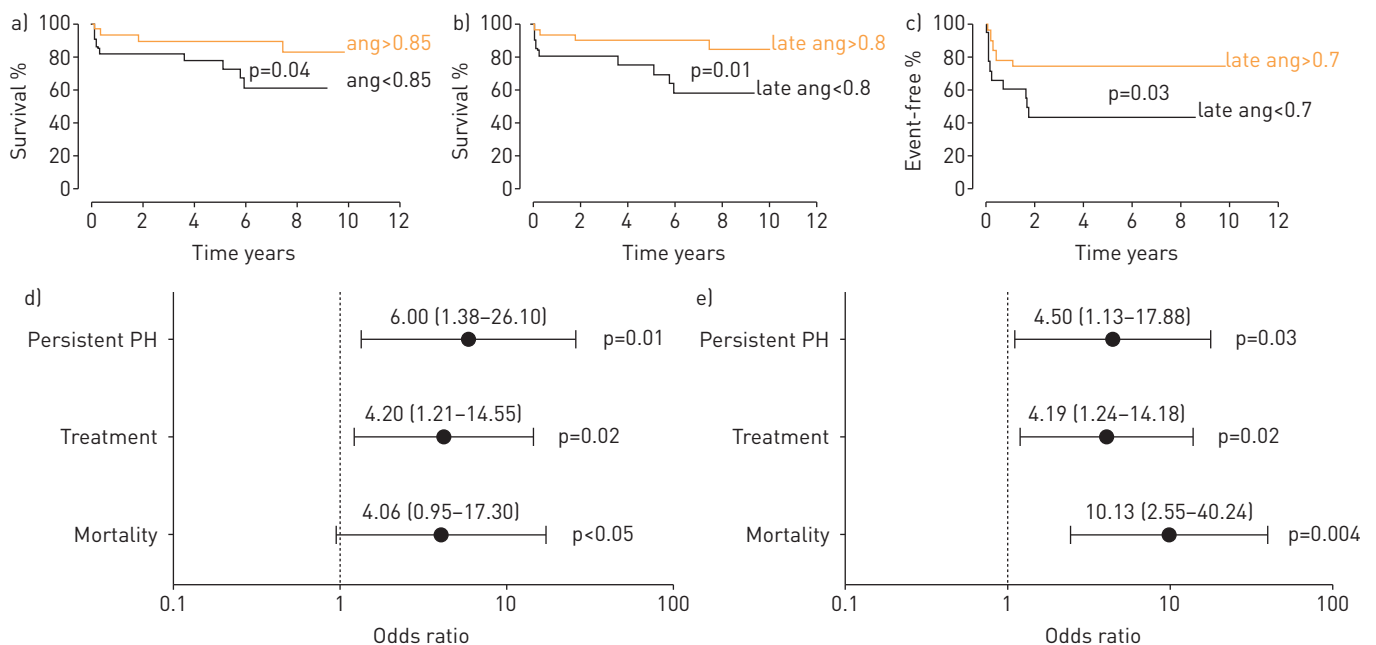 a)
100
80
60
40
20
0
Survival %
ang>0.85
p=0.04
ang<0.85
0 2 4 6 8 10 12
Time years
b)
100
80
60
40
20
0
Survival %
late ang>0.8
p=0.01
late ang<0.8
0 2 4 6 8 10 12
Time years
c)
100
80
60
40
20
0
Event-free %
late ang>0.7
p=0.03
late ang<0.7
0 2 4 6 8 10 12
Time years
d)
6.00 (1.38–26.10)
Persistent PH
p=0.01
4.20 (1.21–14.55)
Treatment
p=0.02
4.06 (0.95–17.30)
Mortality
p<0.05
0.1 1 10 100
Odds ratio
e)
4.50 (1.13–17.88)
Persistent PH
p=0.03
4.19 (1.24–14.18)
Treatment
p=0.02
10.13 (2.55–40.24)
Mortality
p=0.004
0.1 1 10 100
Odds ratio